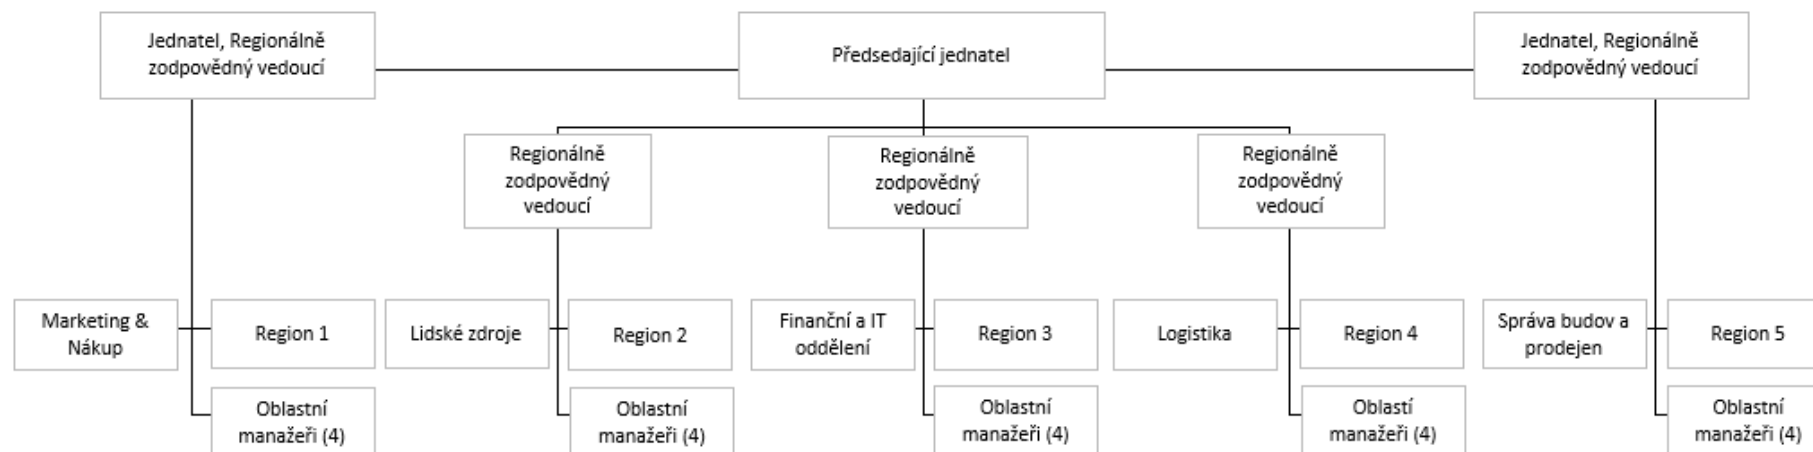 Jednatel, Regionálně
zodpovědný vedoucí
Předsedající jednatel
Jednatel, Regionálně
zodpovědný vedoucí
Regionálně
zodpovědný
vedoucí
Regionálně
zodpovědný
vedoucí
Regionálně
zodpovědný
vedoucí
Marketing &
Nákup
Region 1
Lidské zdroje
Region 2
Finanční a IT
oddělení
Region 3
Logistika
Region 4
Správa budov a
prodejen
Region 5
Oblastní
manažeři (4)
Oblastní
manažeři (4)
Oblastní
manažeři (4)
Oblastí
manažeři (4)
Oblastní
manažeři (4)